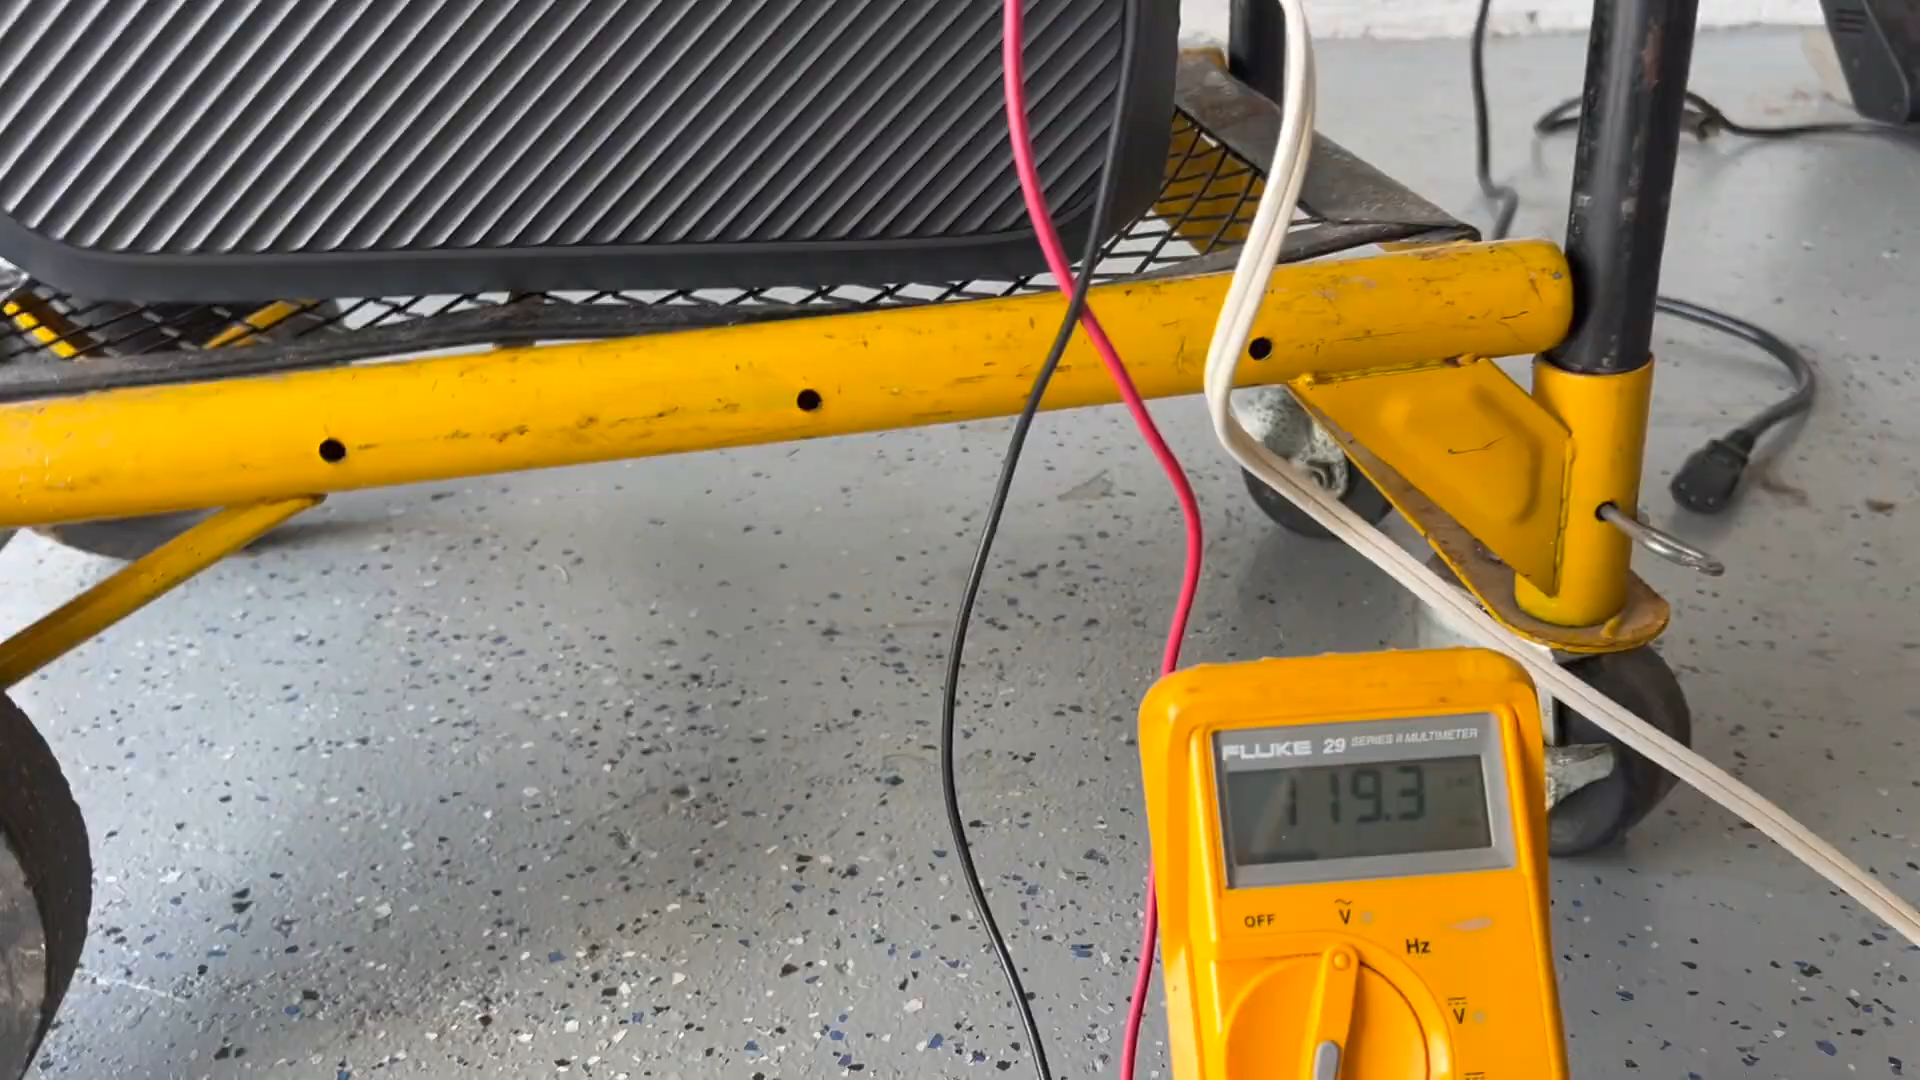 FLUKE 29 SERIES II MULTIMETER
119.3
OFF
V
Hz
V